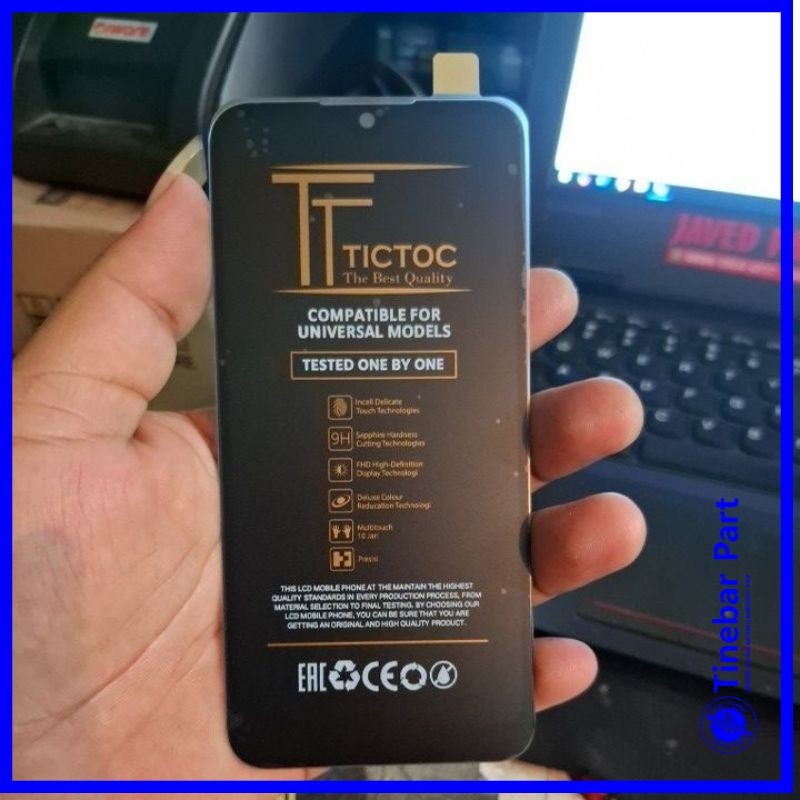 TT
TICTOC
The Best Quality
COMPATIBLE FOR
UNIVERSAL MODELS
TESTED ONE BY ONE
Incell Delicate
Touch Technologies
9H
Sapphire Hardness
Cutting Technologies
FHD High-Definition
Display Technologi
Deluxe Colour
Reducation Technologi
Multitouch
10 Jari
Presisi
THIS LCD MOBILE PHONE AT THE MAINTAIN THE HIGHEST
QUALITY STANDARDS IN EVERY PRODUCTION PROCESS, FROM
MATERIAL SELECTION TO FINAL TESTING. BY CHOOSING OUR
LCD MOBILE PHONE, YOU CAN BE SURE THAT YOU ARE
GETTING AN ORIGINAL AND HIGH QUALITY PRODUCT.
EAC CE
JAVED
Tinebar Part